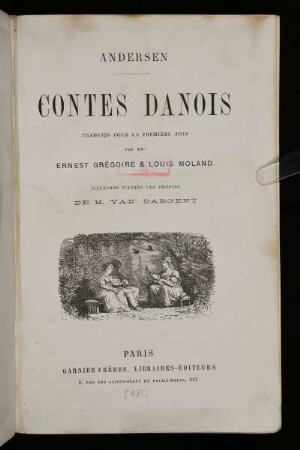 ANDERSEN
CONTES DANOIS
TRADUITS POUR LA PREMIÈRE FOIS
PAR MM.
ERNEST GRÉGOIRE & LOUIS MOLAND
ILLUSTRÉS D'APRÈS LES DESSINS
DE M. YAN' DARGENT
PARIS
GARNIER FRÈRES, LIBRAIRES-ÉDITEURS
6, RUE DES SAINTS-PÈRES ET PALAIS-ROYAL, 215